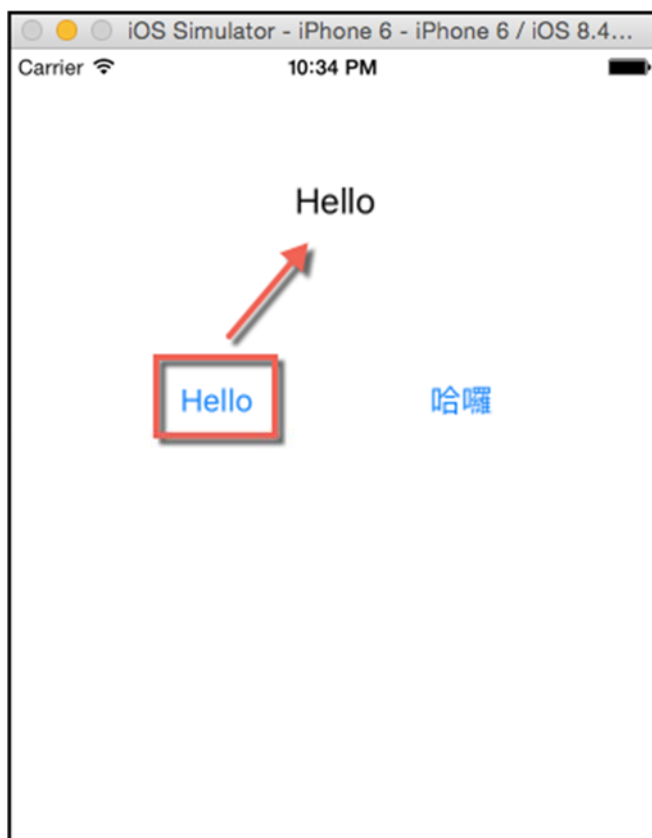 iOS Simulator - iPhone 6 - iPhone 6 / iOS 8.4...
Carrier 10:34 PM
Hello
Hello 哈囉